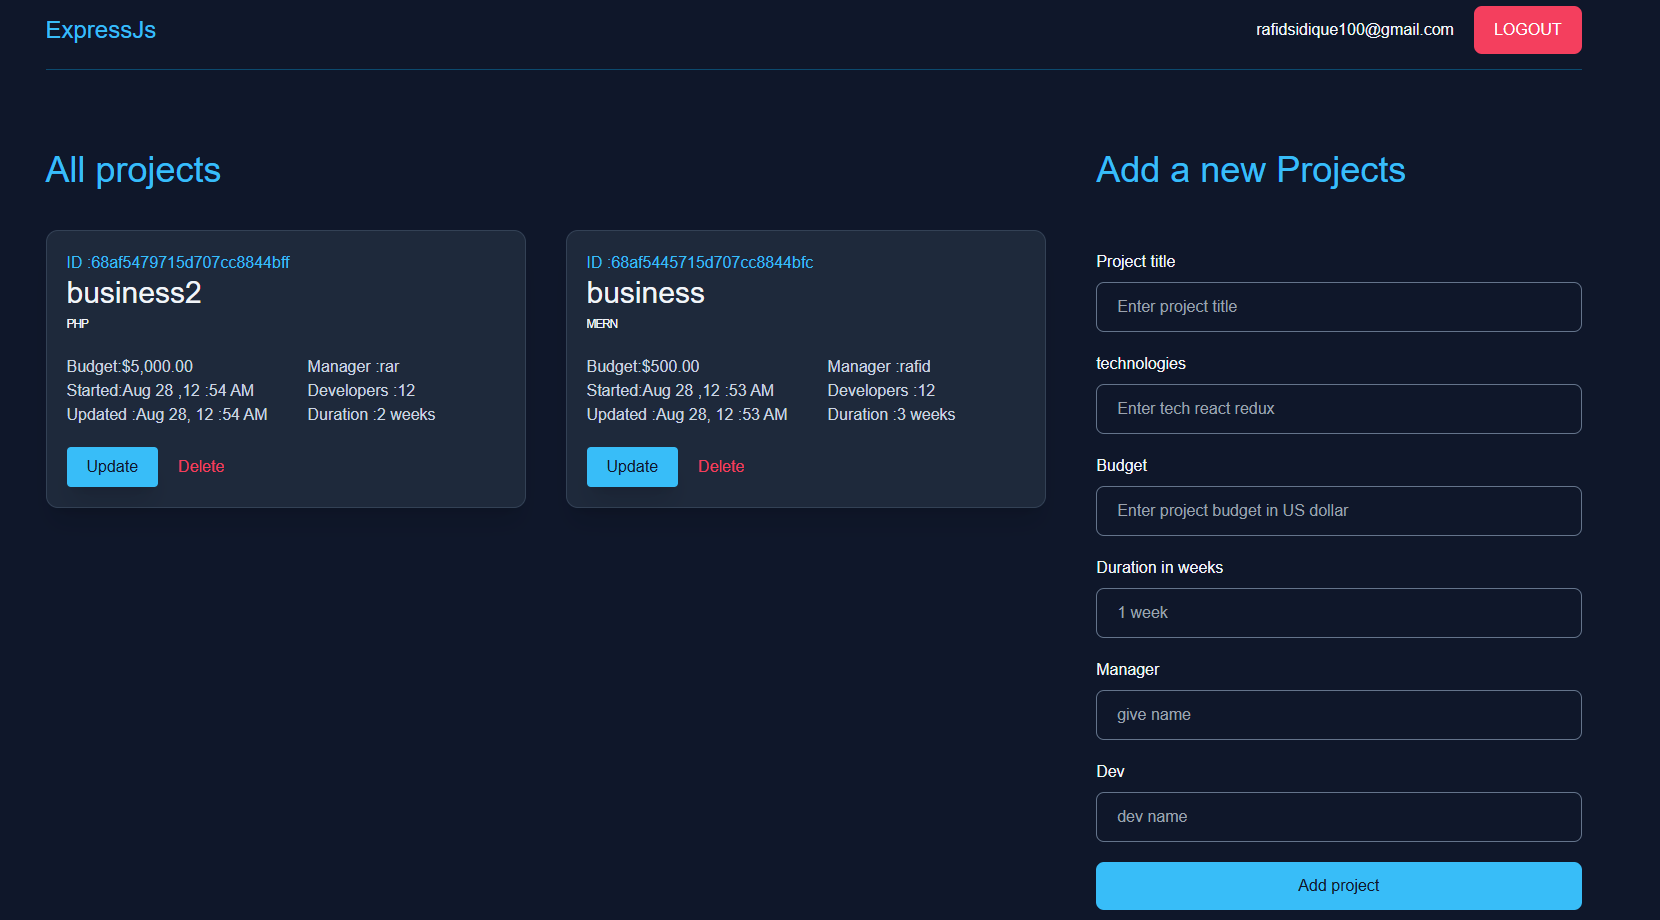 ExpressJs
rafidsidique100@gmail.com
LOGOUT
All projects
ID :68af5479715d707cc8844bff
business2
PHP
Budget:$5,000.00
Started:Aug 28 ,12 :54 AM
Updated :Aug 28, 12 :54 AM
Manager :rar
Developers :12
Duration :2 weeks
Update
Delete
ID :68af5445715d707cc8844bfc
business
MERN
Budget:$500.00
Started:Aug 28 ,12 :53 AM
Updated :Aug 28, 12 :53 AM
Manager :rafid
Developers :12
Duration :3 weeks
Update
Delete
Add a new Projects
Project title
Enter project title
technologies
Enter tech react redux
Budget
Enter project budget in US dollar
Duration in weeks
1 week
Manager
give name
Dev
dev name
Add project